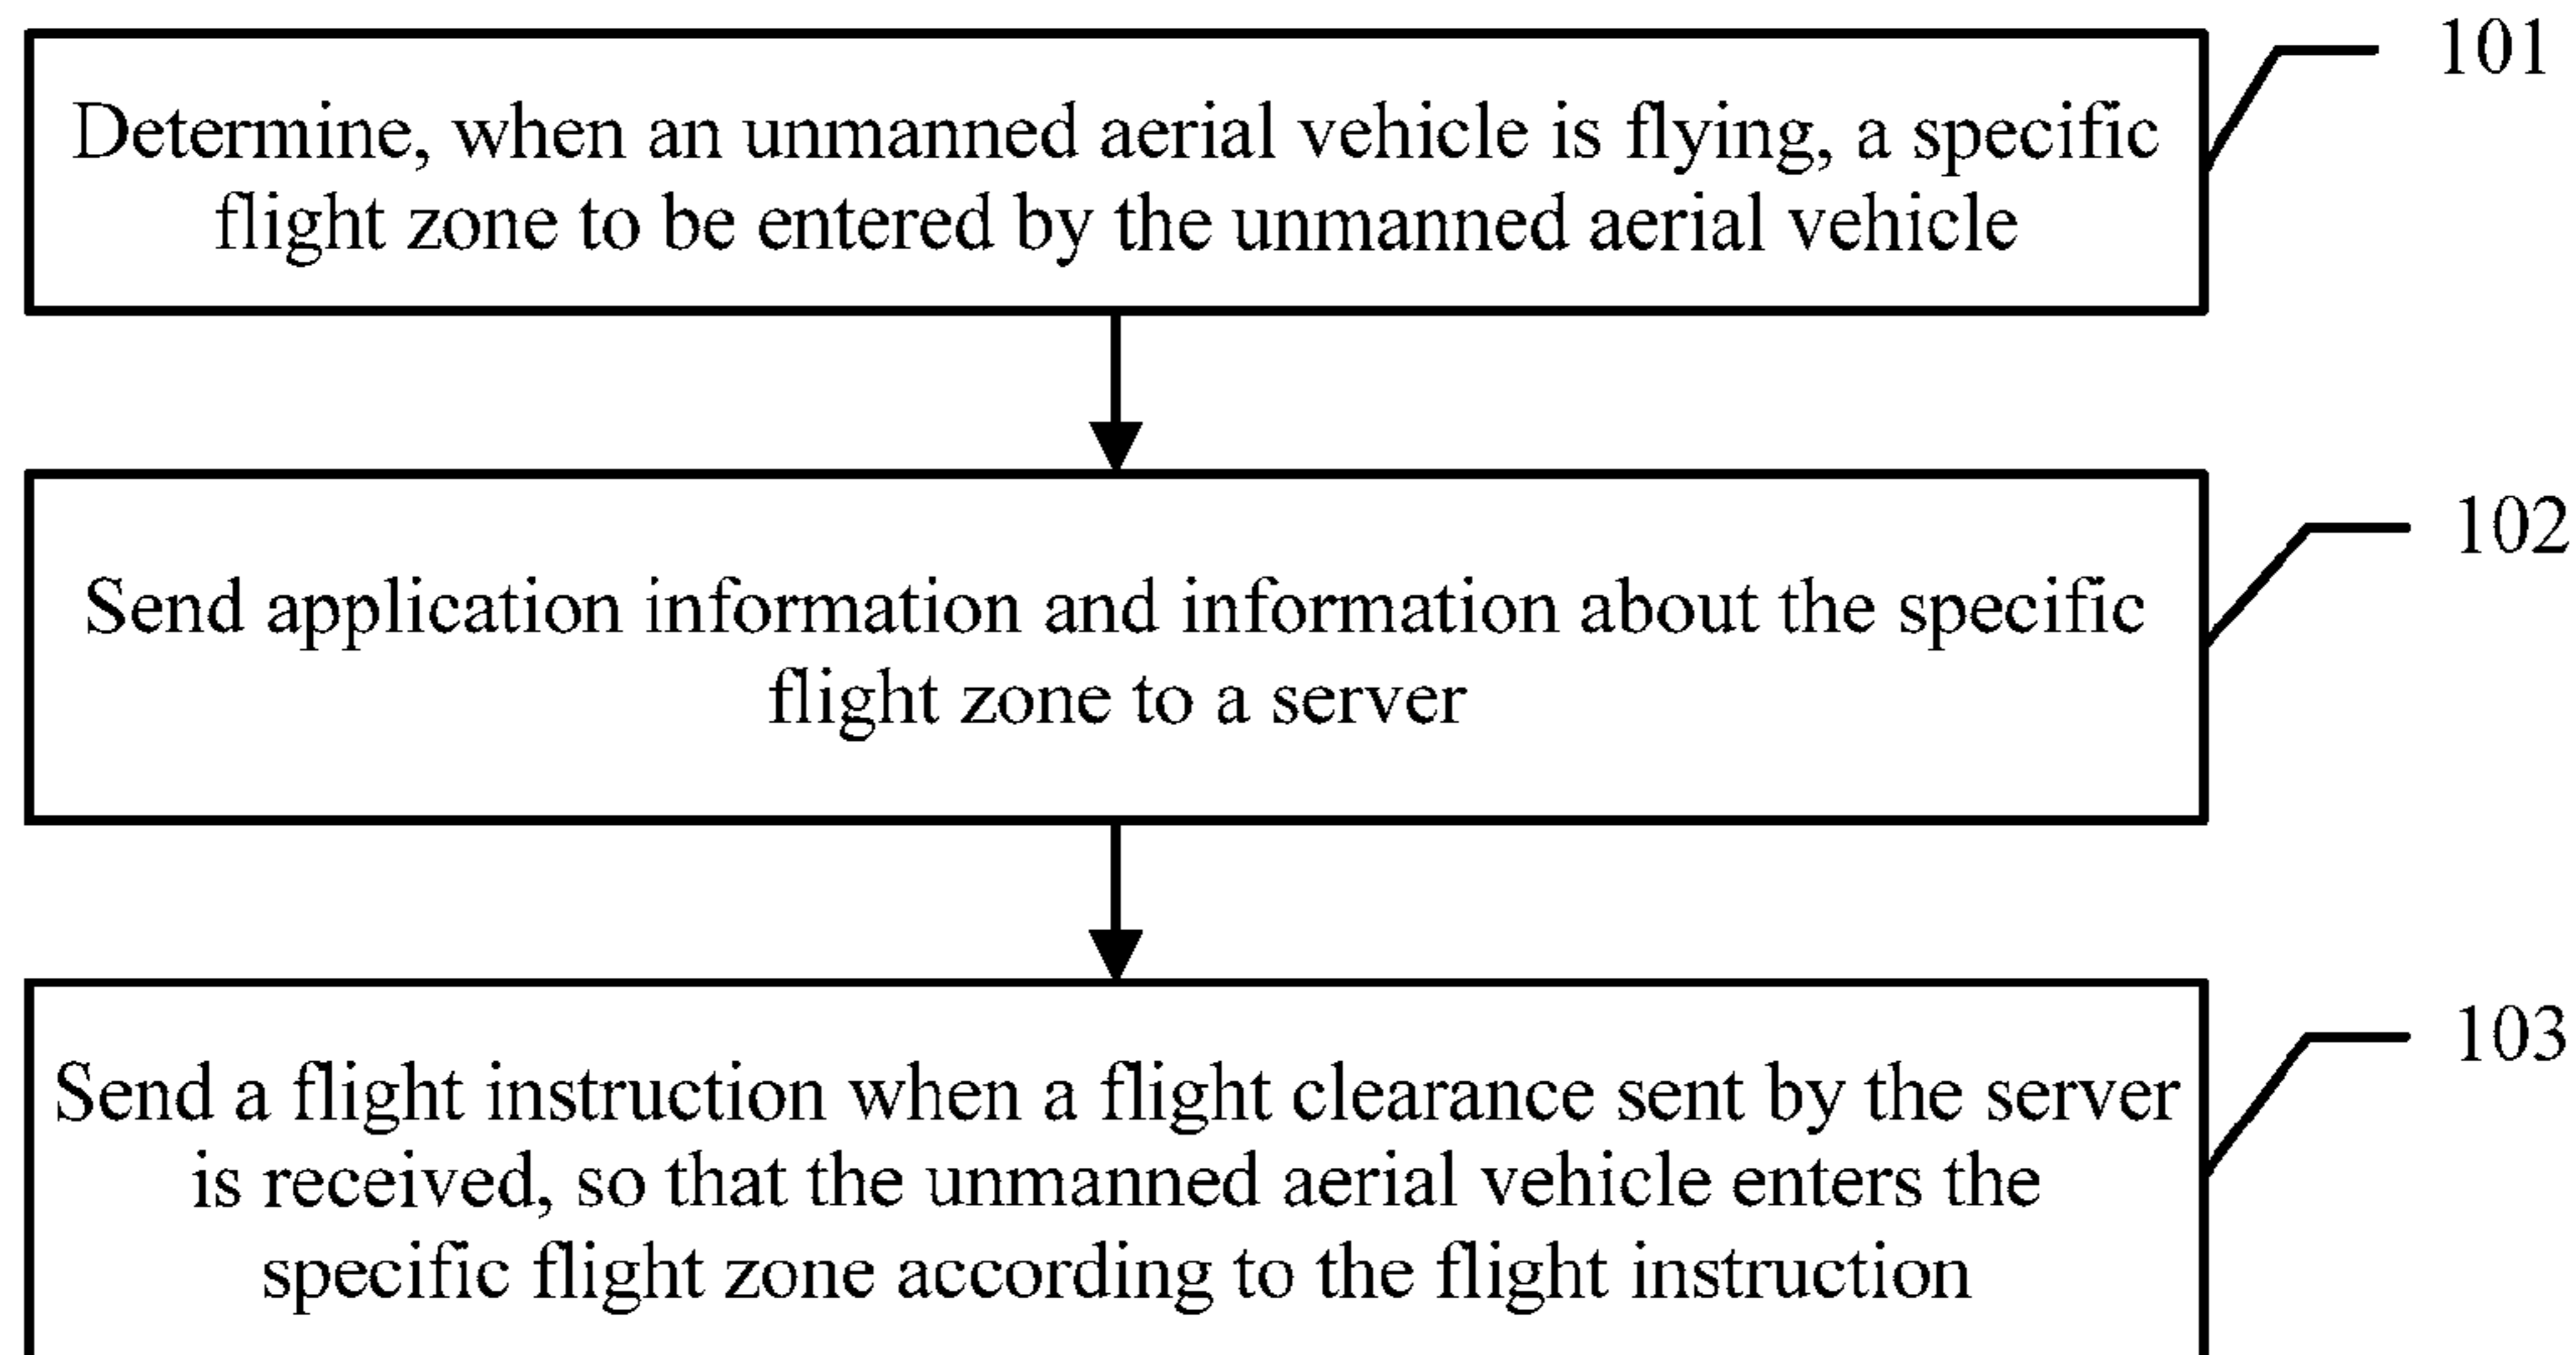 101
Determine, when an unmanned aerial vehicle is flying, a specific
flight zone to be entered by the unmanned aerial vehicle
102
Send application information and information about the specific
flight zone to a server
103
Send a flight instruction when a flight clearance sent by the server
is received, so that the unmanned aerial vehicle enters the
specific flight zone according to the flight instruction